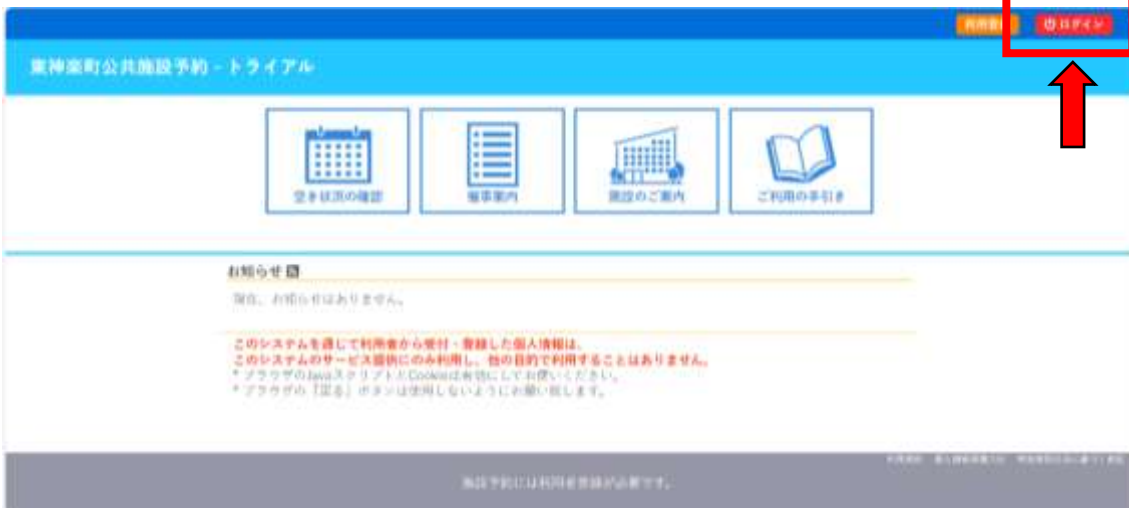 利用登録
ログイン
東神楽町公共施設予約 - トライアル
空き状況の確認
催事案内
施設のご案内
ご利用の手引き
お知らせ
現在、お知らせはありません。
このシステムを通じて利用者から受付・登録した個人情報は、
このシステムのサービス提供にのみ利用し、他の目的で利用することはありません。
* ブラウザのJavaスクリプトとCookieは有効にしてお使いください。
* ブラウザの「戻る」ボタンは使用しないようにお願い致します。
施設予約には利用者登録が必要です。